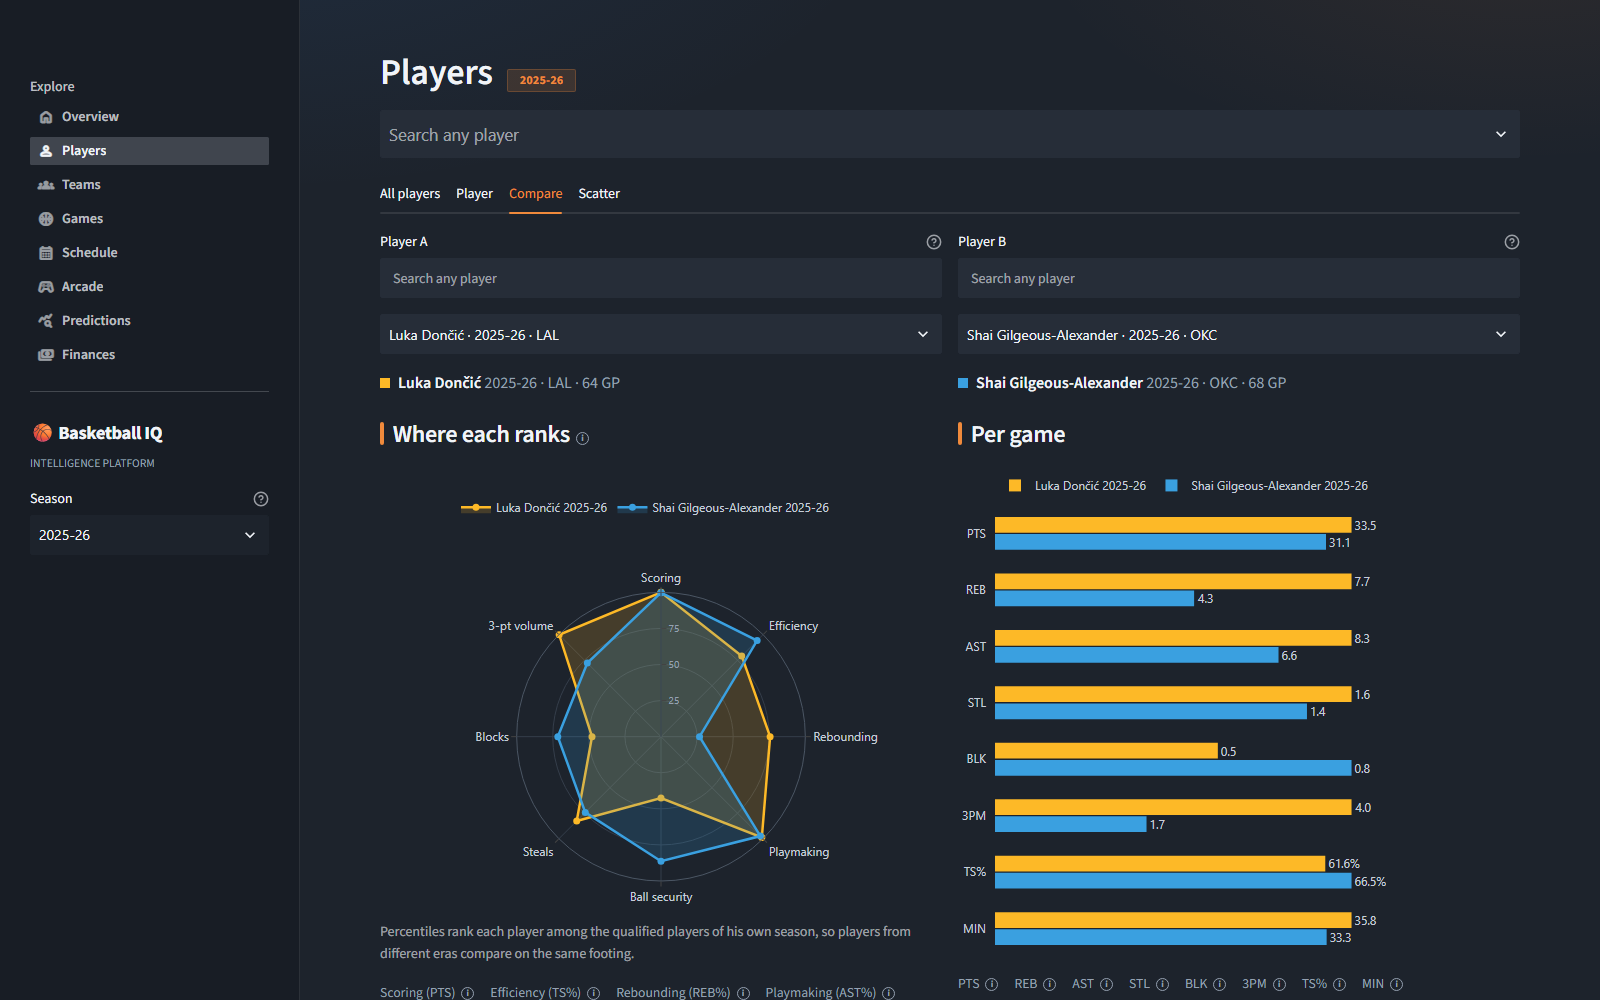 Explore
Overview
Players
Teams
Games
Schedule
Arcade
Predictions
Finances
Basketball IQ
INTELLIGENCE PLATFORM
Season
2025-26
Players 2025-26
Search any player
All players Player Compare Scatter
Player A
Search any player
Luka Dončić · 2025-26 · LAL
Luka Dončić 2025-26 · LAL · 64 GP
Player B
Search any player
Shai Gilgeous-Alexander · 2025-26 · OKC
Shai Gilgeous-Alexander 2025-26 · OKC · 68 GP
Where each ranks
Luka Dončić 2025-26 Shai Gilgeous-Alexander 2025-26
Scoring
3-pt volume
Efficiency
75
50
25
Blocks
Rebounding
Steals
Playmaking
Ball security
Percentiles rank each player among the qualified players of his own season, so players from
different eras compare on the same footing.
Scoring (PTS) Efficiency (TS%) Rebounding (REB%) Playmaking (AST%)
Per game
Luka Dončić 2025-26 Shai Gilgeous-Alexander 2025-26
PTS 33.5
31.1
REB 7.7
4.3
AST 8.3
6.6
STL 1.6
1.4
BLK 0.5
0.8
3PM 4.0
1.7
TS% 61.6%
66.5%
MIN 35.8
33.3
PTS REB AST STL BLK 3PM TS% MIN